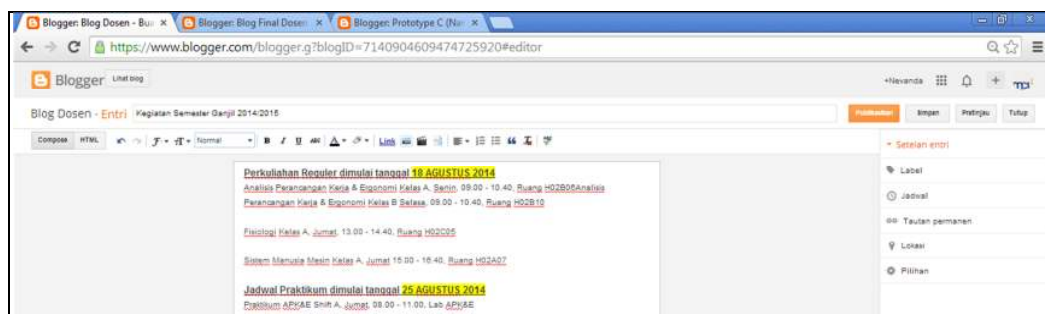 Blogger: Blog Dosen - Bua
Blogger: Blog Final Dosen
Blogger: Prototype C (Nav
https://www.blogger.com/blogger.g?blogID=7140904609474725920#editor
Blogger
Lihat blog
+Nevanda
Blog Dosen - Entri
Kegiatan Semester Ganjil 2014/2015
Publikasikan
Simpan
Pratinjau
Tutup
Compose
HTML
Normal
B I U ABC
Link
Setelan entri
Perkuliahan Reguler dimulai tanggal 18 AGUSTUS 2014
Analisis Perancangan Kerja & Ergonomi Kelas A, Senin, 09.00 - 10.40, Ruang H02B06Analisis
Perancangan Kerja & Ergonomi Kelas B Selasa, 09.00 - 10.40, Ruang H02B10
Fisiologi Kelas A, Jumat, 13.00 - 14.40, Ruang H02C05
Sistem Manusia Mesin Kelas A, Jumat 15.00 - 16.40, Ruang H02A07
Jadwal Praktikum dimulai tanggal 25 AGUSTUS 2014
Praktikum APK&E Shift A, Jumat, 08.00 - 11.00, Lab APK&E
Label
Jadwal
Tautan permanen
Lokasi
Pilihan